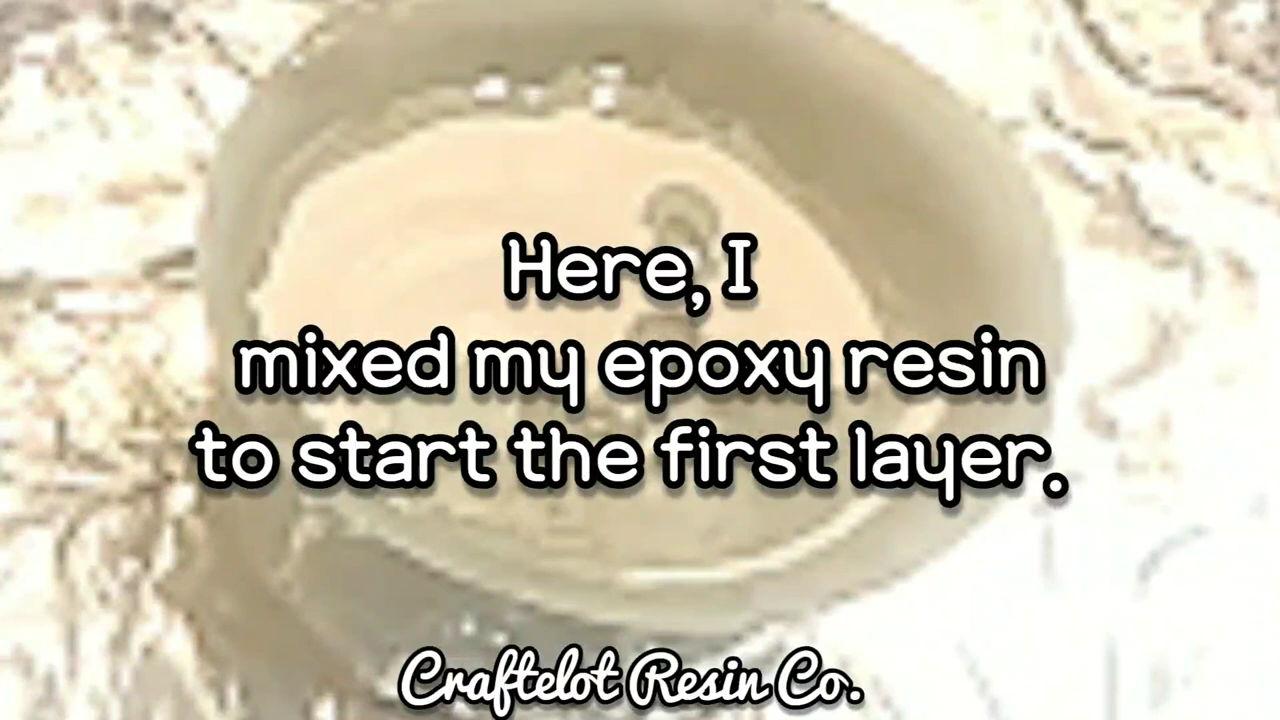 Here, I
mixed my epoxy resin
to start the first layer.
Craftelot Resin Co.